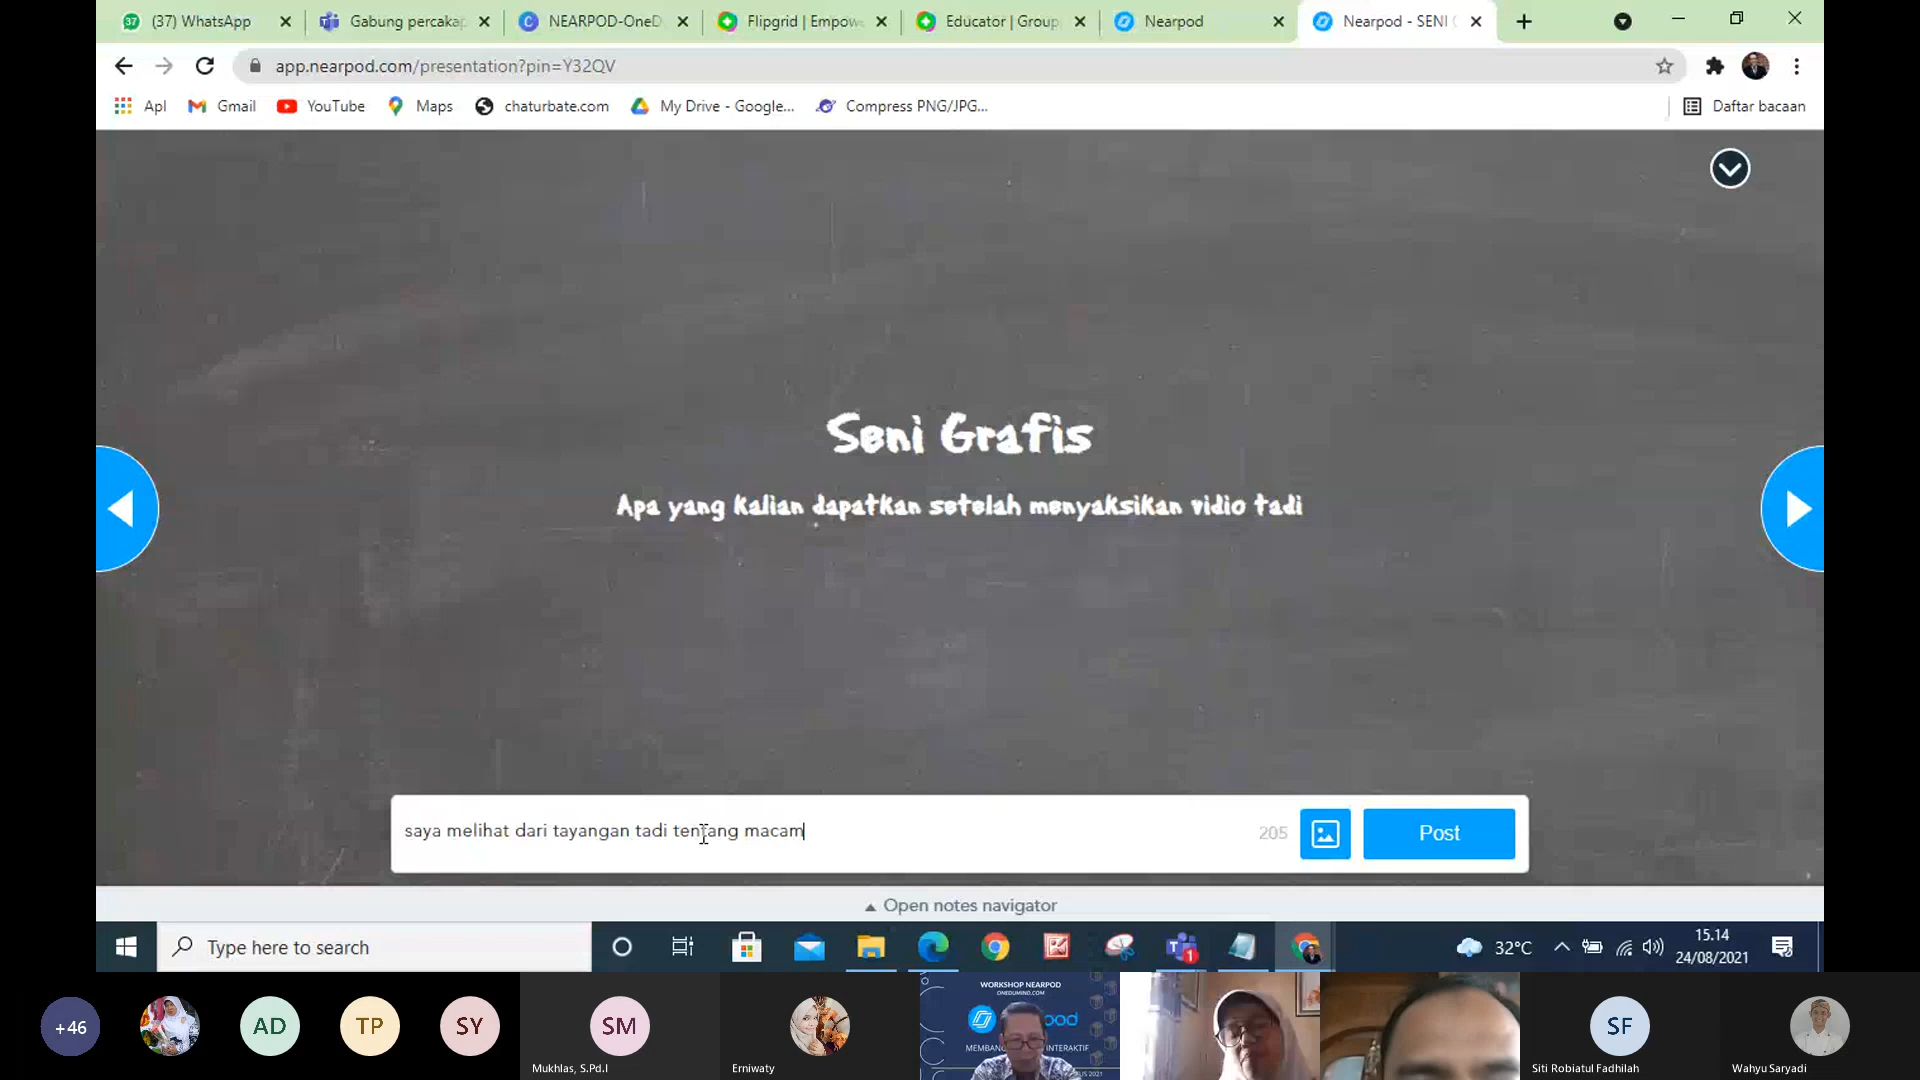 (37) WhatsApp
Gabung percaka
NEARPOD-OneD
Flipgrid | Empow
Educator | Group
Nearpod
Nearpod - SENI
app.nearpod.com/presentation?pin=Y32QV
Apl
Gmail
YouTube
Maps
chaturbate.com
My Drive - Google...
Compress PNG/JPG...
Daftar bacaan
Seni Grafis
Apa yang kalian dapatkan setelah menyaksikan vidio tadi
saya melihat dari tayangan tadi tentang macam
205
Post
Open notes navigator
Type here to search
1
32°C
15.14
24/08/2021
+46
AD
TP
SY
SM
Mukhlas, S.Pd.I
Erniwaty
WORKSHOP NEARPOD
ONEDUMIND.COM
SF
Siti Robiatul Fadhilah
Wahyu Saryadi